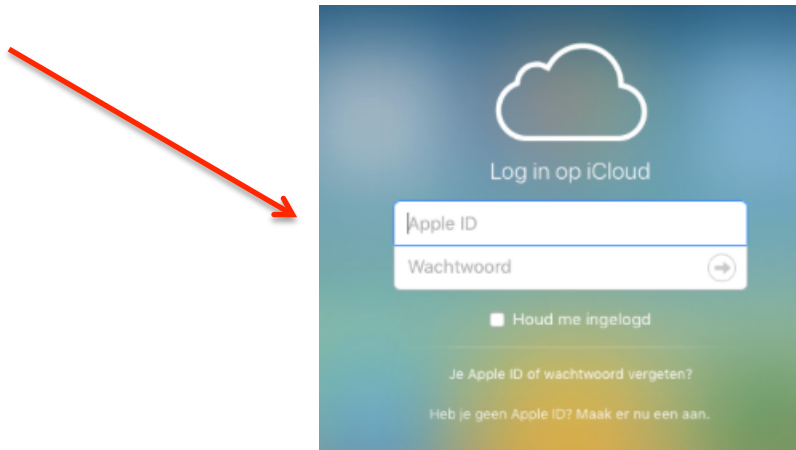 Log in op iCloud
Apple ID
Wachtwoord
Houd me ingelogd
Je Apple ID of wachtwoord vergeten?
Heb je geen Apple ID? Maak er nu een aan.